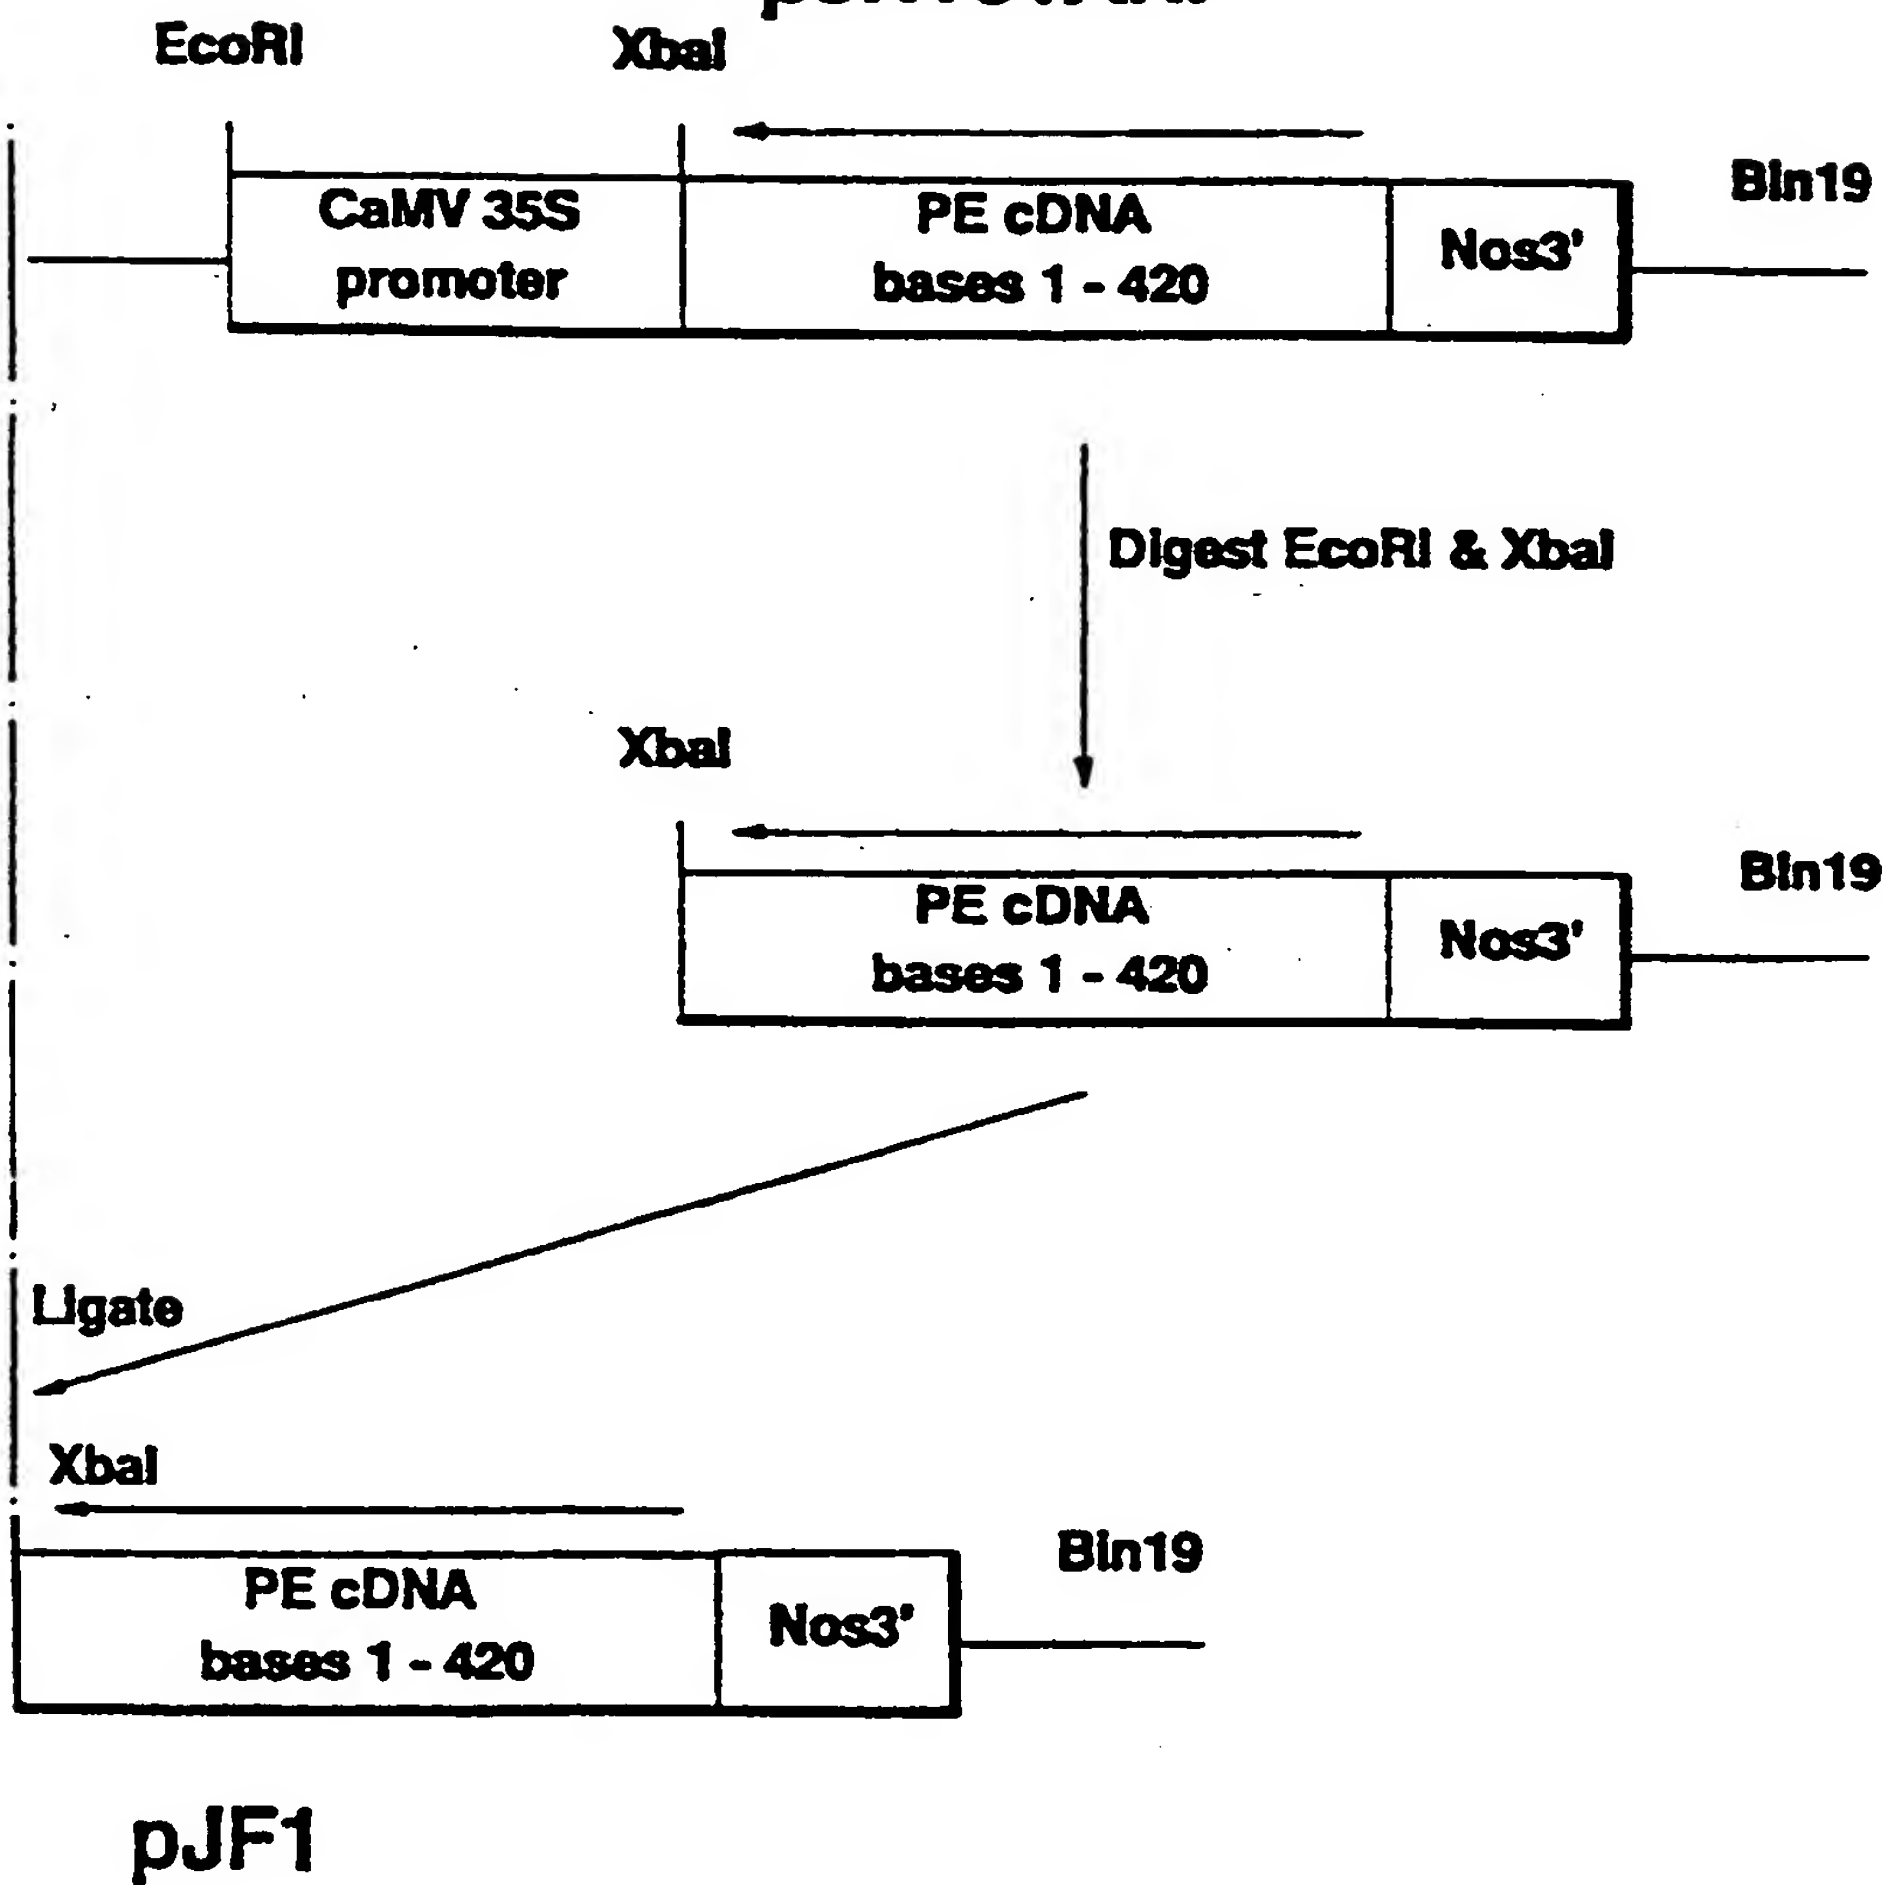 EcoRI XbaI
CaMV 35S
promoter
PE cDNA
bases 1 - 420
Nos3'
Bin19
Digest EcoRI & XbaI
XbaI
PE cDNA
bases 1 - 420
Nos3'
Bin19
Ligate
XbaI
PE cDNA
bases 1 - 420
Nos3'
Bin19
pJF1